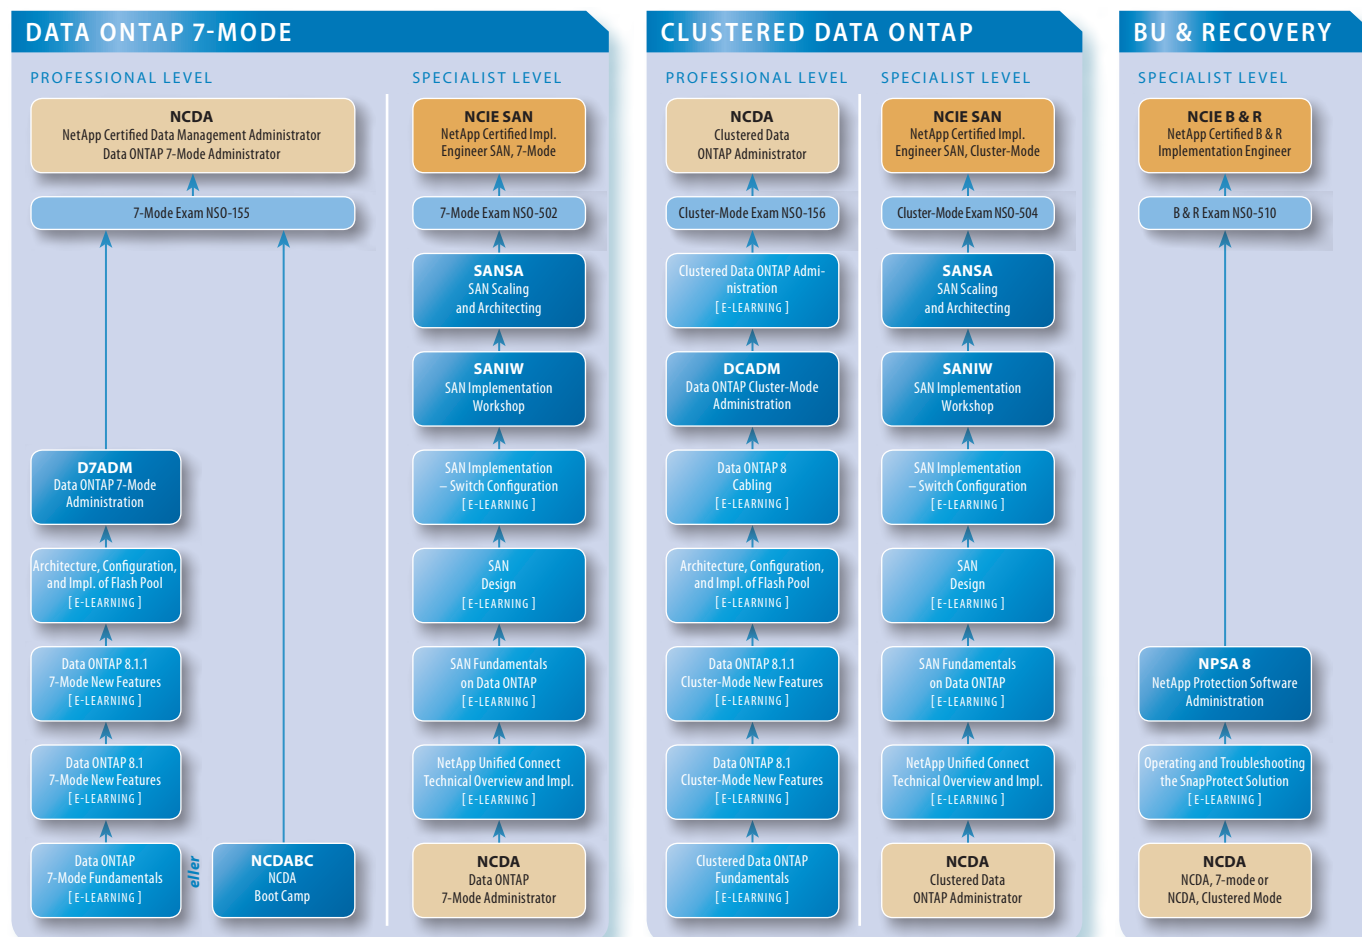 DATA ONTAP 7-MODE
PROFESSIONAL LEVEL
NCDA
NetApp Certified Data Management Administrator
Data ONTAP 7-Mode Administrator
7-Mode Exam NS0-155
D7ADM
Data ONTAP 7-Mode
Administration
Architecture, Configuration,
and Impl. of Flash Pool
[ E-LEARNING ]
Data ONTAP 8.1.1
7-Mode New Features
[ E-LEARNING ]
Data ONTAP 8.1
7-Mode New Features
[ E-LEARNING ]
Data ONTAP
7-Mode Fundamentals
[ E-LEARNING ]
eller
NCDABC
NCDA
Boot Camp
SPECIALIST LEVEL
NCIE SAN
NetApp Certified Impl.
Engineer SAN, 7-Mode
7-Mode Exam NS0-502
SANSA
SAN Scaling
and Architecting
SANIW
SAN Implementation
Workshop
SAN Implementation
– Switch Configuration
[ E-LEARNING ]
SAN
Design
[ E-LEARNING ]
SAN Fundamentals
on Data ONTAP
[ E-LEARNING ]
NetApp Unified Connect
Technical Overview and Impl.
[ E-LEARNING ]
NCDA
Data ONTAP
7-Mode Administrator
CLUSTERED DATA ONTAP
PROFESSIONAL LEVEL
NCDA
Clustered Data
ONTAP Administrator
Cluster-Mode Exam NS0-156
Clustered Data ONTAP Admi-
nistration
[ E-LEARNING ]
DCADM
Data ONTAP Cluster-Mode
Administration
Data ONTAP 8
Cabling
[ E-LEARNING ]
Architecture, Configuration,
and Impl. of Flash Pool
[ E-LEARNING ]
Data ONTAP 8.1.1
Cluster-Mode New Features
[ E-LEARNING ]
Data ONTAP 8.1
Cluster-Mode New Features
[ E-LEARNING ]
Clustered Data ONTAP
Fundamentals
[ E-LEARNING ]
SPECIALIST LEVEL
NCIE SAN
NetApp Certified Impl.
Engineer SAN, Cluster-Mode
Cluster-Mode Exam NS0-504
SANSA
SAN Scaling
and Architecting
SANIW
SAN Implementation
Workshop
SAN Implementation
– Switch Configuration
[ E-LEARNING ]
SAN
Design
[ E-LEARNING ]
SAN Fundamentals
on Data ONTAP
[ E-LEARNING ]
NetApp Unified Connect
Technical Overview and Impl.
[ E-LEARNING ]
NCDA
Clustered Data
ONTAP Administrator
BU & RECOVERY
SPECIALIST LEVEL
NCIE B & R
NetApp Certified B & R
Implementation Engineer
B & R Exam NS0-510
NPSA 8
NetApp Protection Software
Administration
Operating and Troubleshooting
the SnapProtect Solution
[ E-LEARNING ]
NCDA
NCDA, 7-mode or
NCDA, Clustered Mode